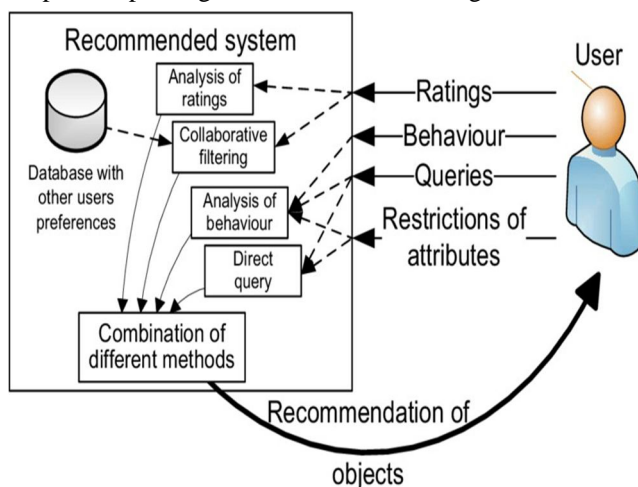 Recommended system
Analysis of
ratings
Collaborative
filtering
Database with
other users
preferences
Analysis of
behaviour
Direct
query
Combination of
different methods
User
Ratings
Behaviour
Queries
Restrictions of
attributes
Recommendation of
objects